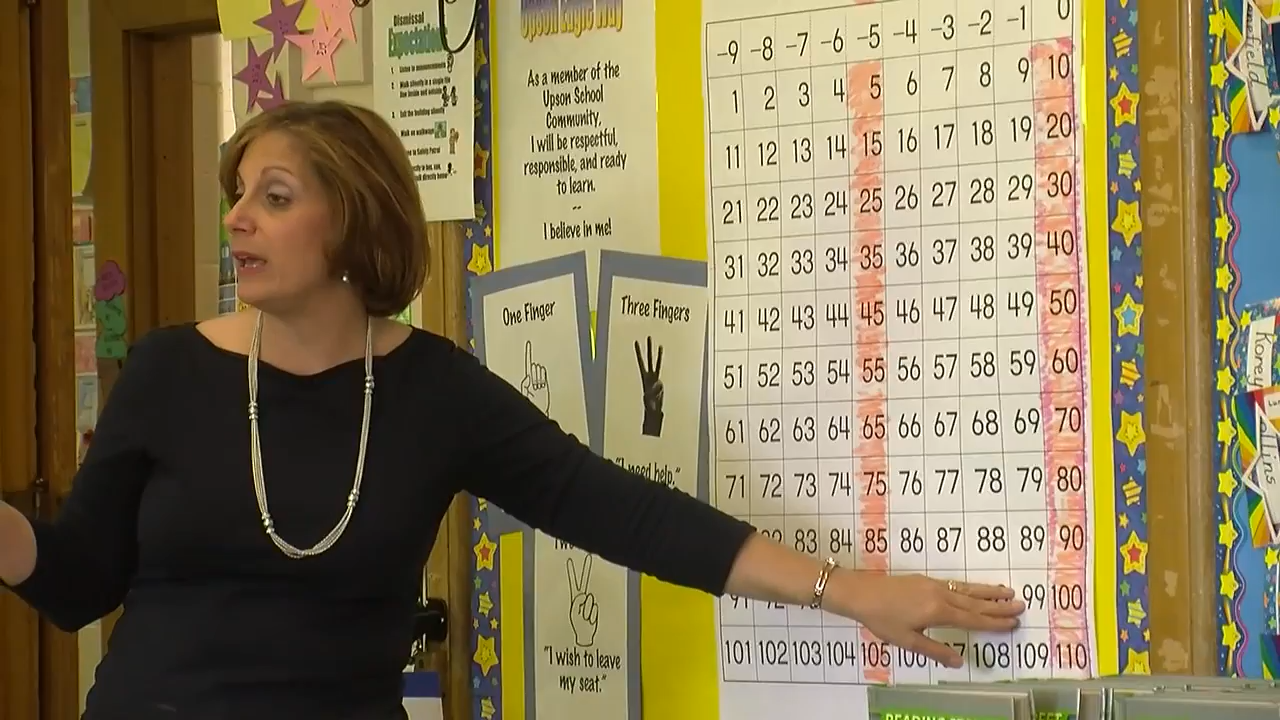 Dismissal
Expectations
Upson Eagle Way
As a member of the
Upson School
Community,
I will be respectful,
responsible, and ready
to learn.
--
I believe in me!
One Finger
Three Fingers
"I need help,"
"I wish to leave
my seat."
-9 -8 -7 -6 -5 -4 -3 -2 -1 0
1 2 3 4 5 6 7 8 9 10
11 12 13 14 15 16 17 18 19 20
21 22 23 24 25 26 27 28 29 30
31 32 33 34 35 36 37 38 39 40
41 42 43 44 45 46 47 48 49 50
51 52 53 54 55 56 57 58 59 60
61 62 63 64 65 66 67 68 69 70
71 72 73 74 75 76 77 78 79 80
83 84 85 86 87 88 89 90
99 100
101 102 103 104 105 106 107 108 109 110
Korey